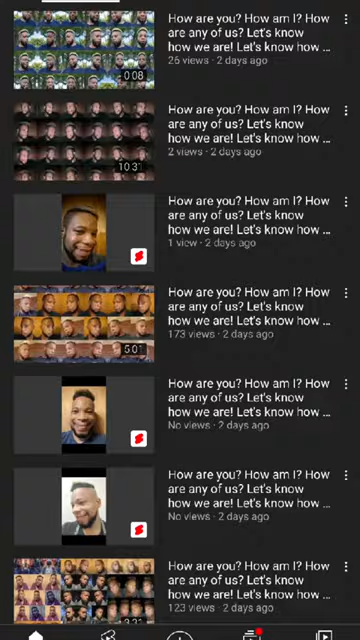 How are you? How am I? How
are any of us? Let's know
how we are! Let's know how ...
26 views · 2 days ago
0:08
How are you? How am I? How
are any of us? Let's know
how we are! Let's know how ...
2 views · 2 days ago
10:31
How are you? How am I? How
are any of us? Let's know
how we are! Let's know how ...
1 view · 2 days ago
How are you? How am I? How
are any of us? Let's know
how we are! Let's know how ...
173 views · 2 days ago
5:01
How are you? How am I? How
are any of us? Let's know
how we are! Let's know how ...
No views · 2 days ago
How are you? How am I? How
are any of us? Let's know
how we are! Let's know how ...
No views · 2 days ago
How are you? How am I? How
are any of us? Let's know
how we are! Let's know how ...
123 views · 2 days ago